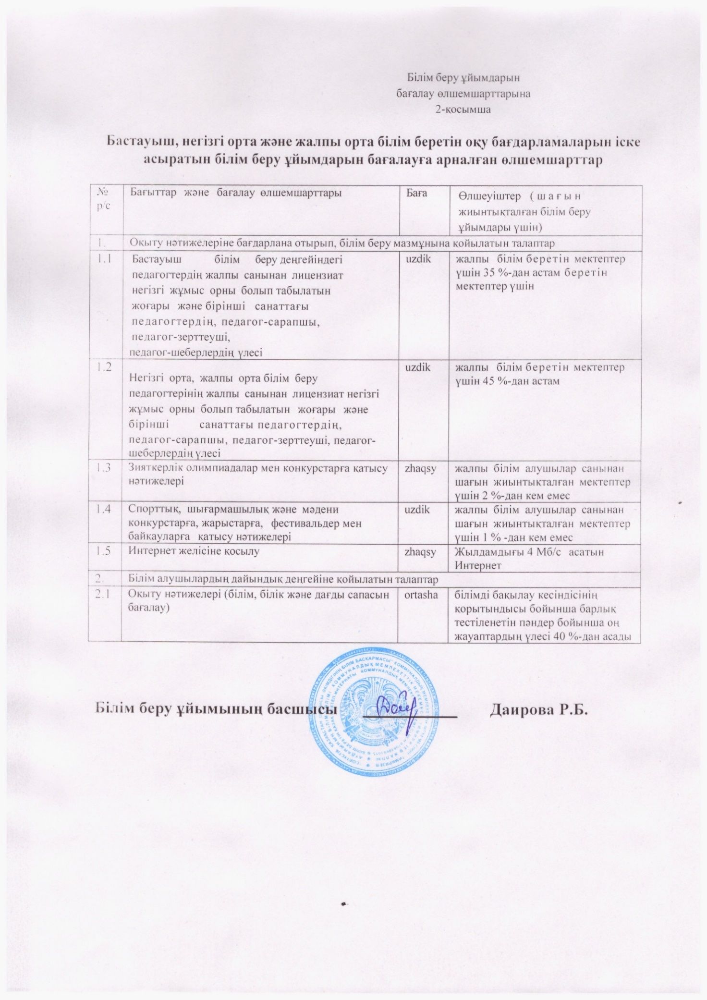 Білім беру ұйымдарын
бағалау өлшемшарттарына
2-қосымша
Бастауыш, негізгі орта және жалпы орта білім беретін оқу бағдарламаларын іске
асыратын білім беру ұйымдарын бағалауға арналған өлшемшарттар
№
р/с
Бағыттар және бағалау өлшемшарттары
Баға
Өлшеуіштер ( ш а ғ ы н
жиынтықталған білім беру
ұйымдары үшін)
1. Оқыту нәтижелеріне бағдарлана отырып, білім беру мазмұнына қойылатын талаптар
1.1
Бастауыш білім беру деңгейіндегі
педагогтердің жалпы санынан лицензиат
негізгі жұмыс орны болып табылатын
жоғары және бірінші санаттағы
педагогтердің, педагог-сарапшы,
педагог-зерттеуші,
педагог-шеберлердің үлесі
uzdik
жалпы білім беретін мектептер
үшін 35 %-дан астам беретін
мектептер үшін
1.2
Негізгі орта, жалпы орта білім беру
педагогтерінің жалпы санынан лицензиат негізгі
жұмыс орны болып табылатын жоғары және
бірінші санаттағы педагогтердің,
педагог-сарапшы, педагог-зерттеуші, педагог-
шеберлердің үлесі
uzdik
жалпы білім беретін мектептер
үшін 45 %-дан астам
1.3
Зияткерлік олимпиадалар мен конкурстарға қатысу
нәтижелері
zhaqsy
жалпы білім алушылар санынан
шағын жиынтықталған мектептер
үшін 2 %-дан кем емес
1.4
Спорттық, шығармашылық және мәдени
конкурстарға, жарыстарға, фестивальдер мен
байқауларға қатысу нәтижелері
uzdik
жалпы білім алушылар санынан
шағын жиынтықталған мектептер
үшін 1 % -дан кем емес
1.5
Интернет желісіне қосылу
zhaqsy
Жылдамдығы 4 Мб/с асатын
Интернет
2. Білім алушылардың дайындық деңгейіне қойылатын талаптар
2.1
Оқыту нәтижелері (білім, білік және дағды сапасын
бағалау)
ortasha
білімді бақылау кесіндісінің
қорытындысы бойынша барлық
тестіленетін пәндер бойынша оң
жауаптардың үлесі 40 %-дан асады
Білім беру ұйымының басшысы Даирова Р.Б.